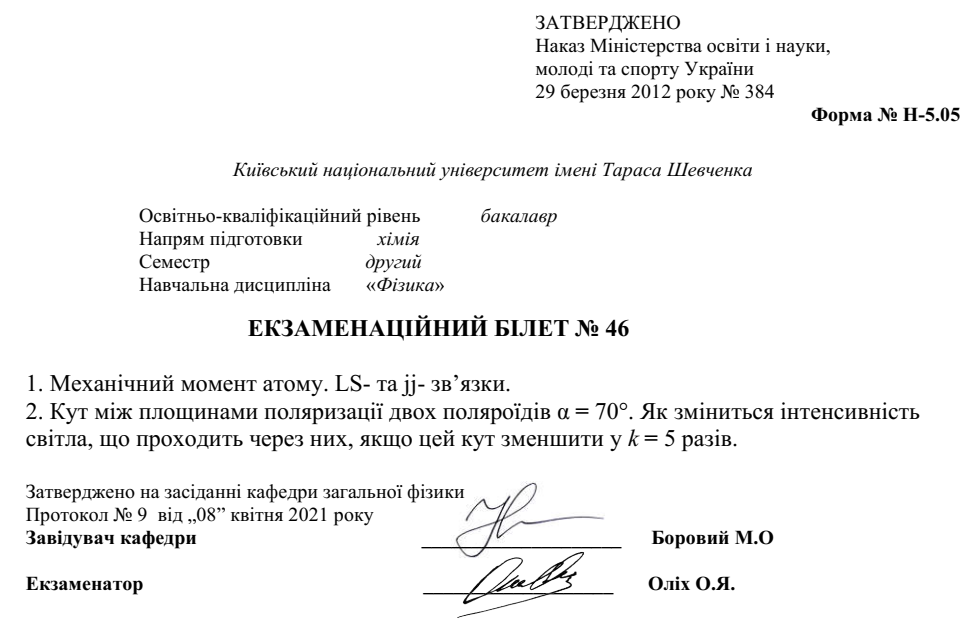 ЗАТВЕРДЖЕНО
Наказ Міністерства освіти і науки,
молоді та спорту України
29 березня 2012 року № 384
Форма № Н-5.05
Київський національний університет імені Тараса Шевченка
Освітньо-кваліфікаційний рівень бакалавр
Напрям підготовки хімія
Семестр другий
Навчальна дисципліна «Фізика»
ЕКЗАМЕНАЦІЙНИЙ БІЛЕТ № 46
1. Механічний момент атому. LS- та jj- зв’язки.
2. Кут між площинами поляризації двох поляроїдів α = 70°. Як зміниться інтенсивність
світла, що проходить через них, якщо цей кут зменшити у k = 5 разів.
Затверджено на засіданні кафедри загальної фізики
Протокол № 9 від „08” квітня 2021 року
Завідувач кафедри Боровий М.О
Екзаменатор Оліх О.Я.